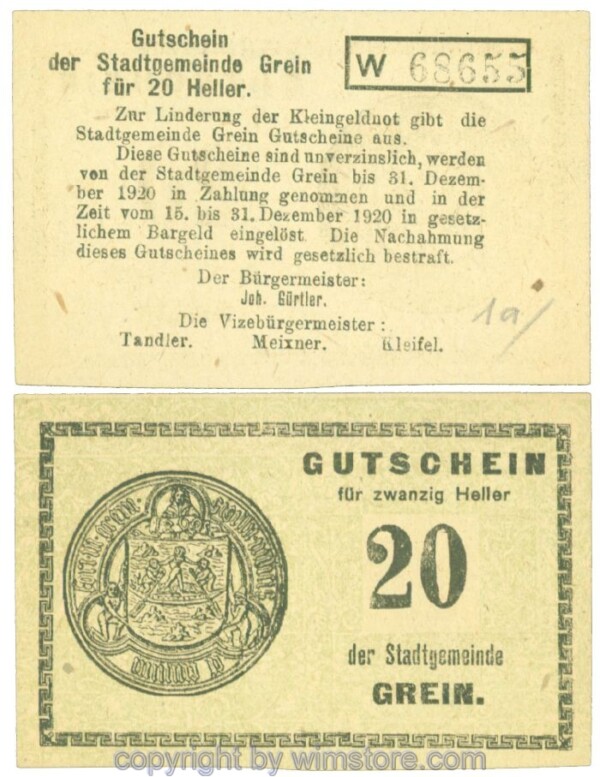 Gutschein
der Stadtgemeinde Grein
für 20 Heller.
W 68655
Zur Linderung der Kleingeldnot gibt die
Stadtgemeinde Grein Gutscheine aus.
Diese Gutscheine sind unverzinslich, werden
von der Stadtgemeinde Grein bis 31. Dezem-
ber 1920 in Zahlung genommen und in der
Zeit vom 15. bis 31. Dezember 1920 in gesetz-
lichem Bargeld eingelöst. Die Nachahmung
dieses Gutscheines wird gesetzlich bestraft.
Der Bürgermeister:
Joh. Gürtler.
Die Vizebürgermeister:
Tandler. Meixner. Kleifel.
1a/
GUTSCHEIN
für zwanzig Heller
20
der Stadtgemeinde
GREIN.
copyright by wimstore.com